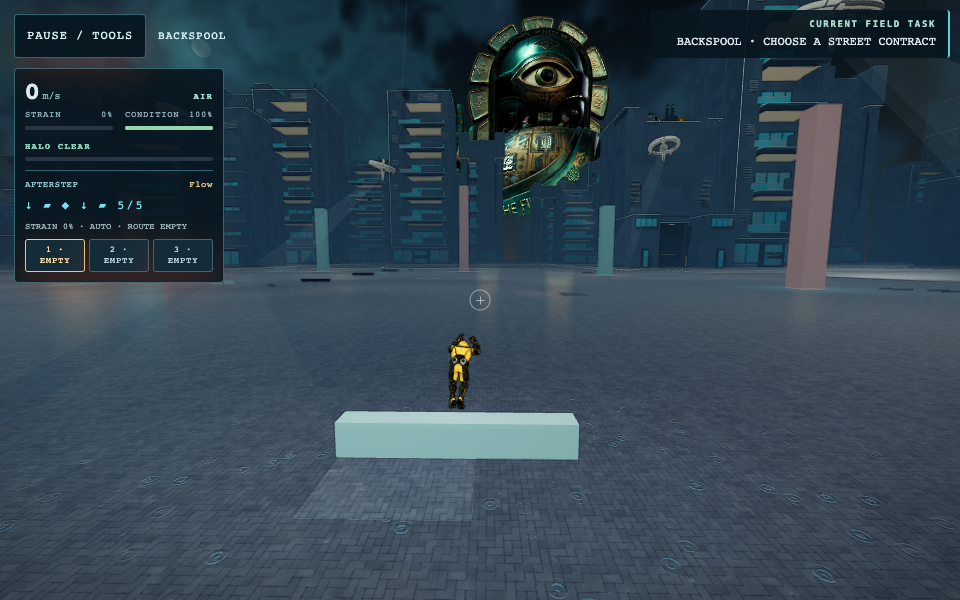 PAUSE / TOOLS
BACKSPOOL
CURRENT FIELD TASK
BACKSPOOL · CHOOSE A STREET CONTRACT
0 m/s
AIR
STRAIN 0%
CONDITION 100%
HALO CLEAR
AFTERSTEP
Flow
5/5
STRAIN 0% · AUTO · ROUTE EMPTY
1 · EMPTY
2 · EMPTY
3 · EMPTY